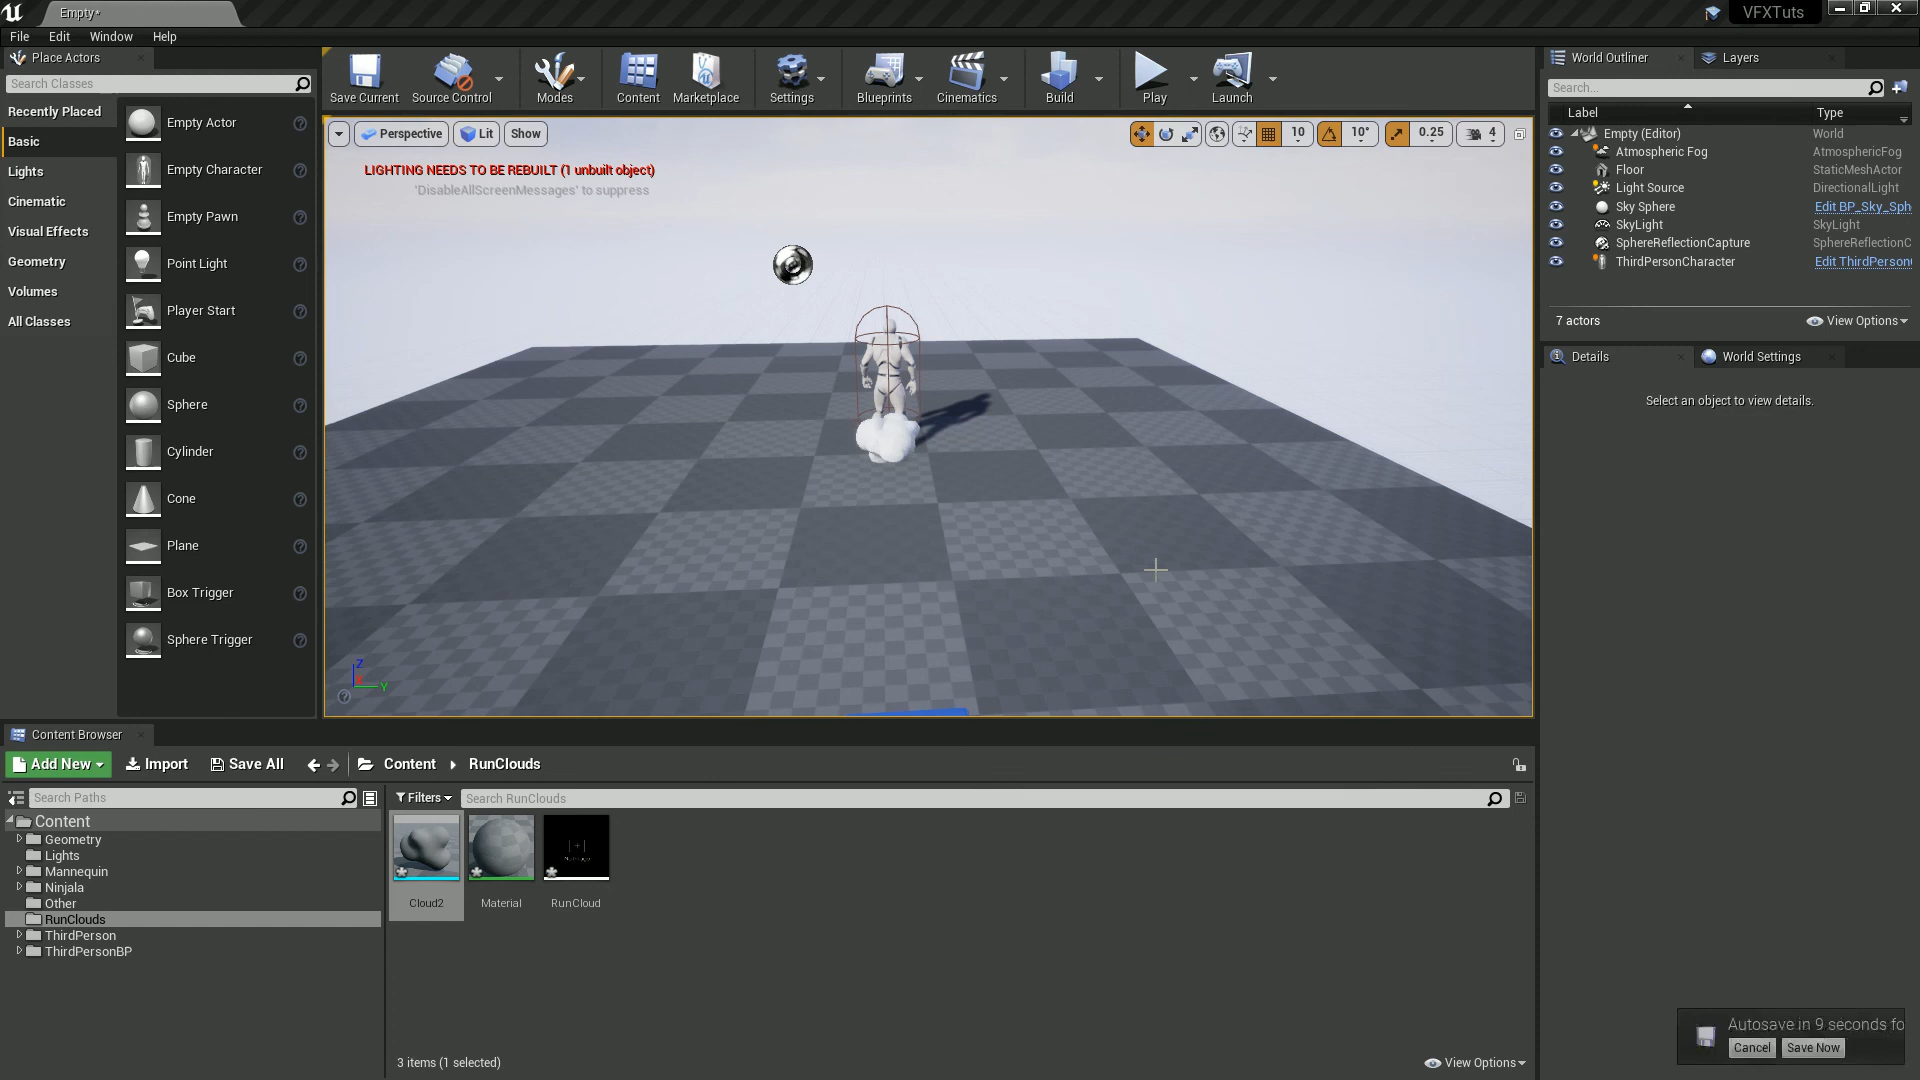 Empty*
VFXTuts
File Edit Window Help
Place Actors
Search Classes
Recently Placed
Basic
Lights
Cinematic
Visual Effects
Geometry
Volumes
All Classes
Empty Actor
Empty Character
Empty Pawn
Point Light
Player Start
Cube
Sphere
Cylinder
Cone
Plane
Box Trigger
Sphere Trigger
Save Current Source Control Modes Content Marketplace Settings Blueprints Cinematics Build Play Launch
Perspective Lit Show
10 10° 0.25 4
LIGHTING NEEDS TO BE REBUILT (1 unbuilt object)
'DisableAllScreenMessages' to suppress
Z
X
Y
World Outliner Layers
Search...
Label Type
Empty (Editor) World
Atmospheric Fog AtmosphericFog
Floor StaticMeshActor
Light Source DirectionalLight
Sky Sphere Edit BP_Sky_Sph
SkyLight SkyLight
SphereReflectionCapture SphereReflectionC
ThirdPersonCharacter Edit ThirdPerson
7 actors View Options
Details World Settings
Select an object to view details.
Content Browser
Add New Import Save All Content RunClouds
Search Paths
Content
Geometry
Lights
Mannequin
Ninjala
Other
RunClouds
ThirdPerson
ThirdPersonBP
Filters Search RunClouds
Cloud2 Material RunCloud
3 items (1 selected) View Options
Autosave in 9 seconds fo
Cancel Save Now